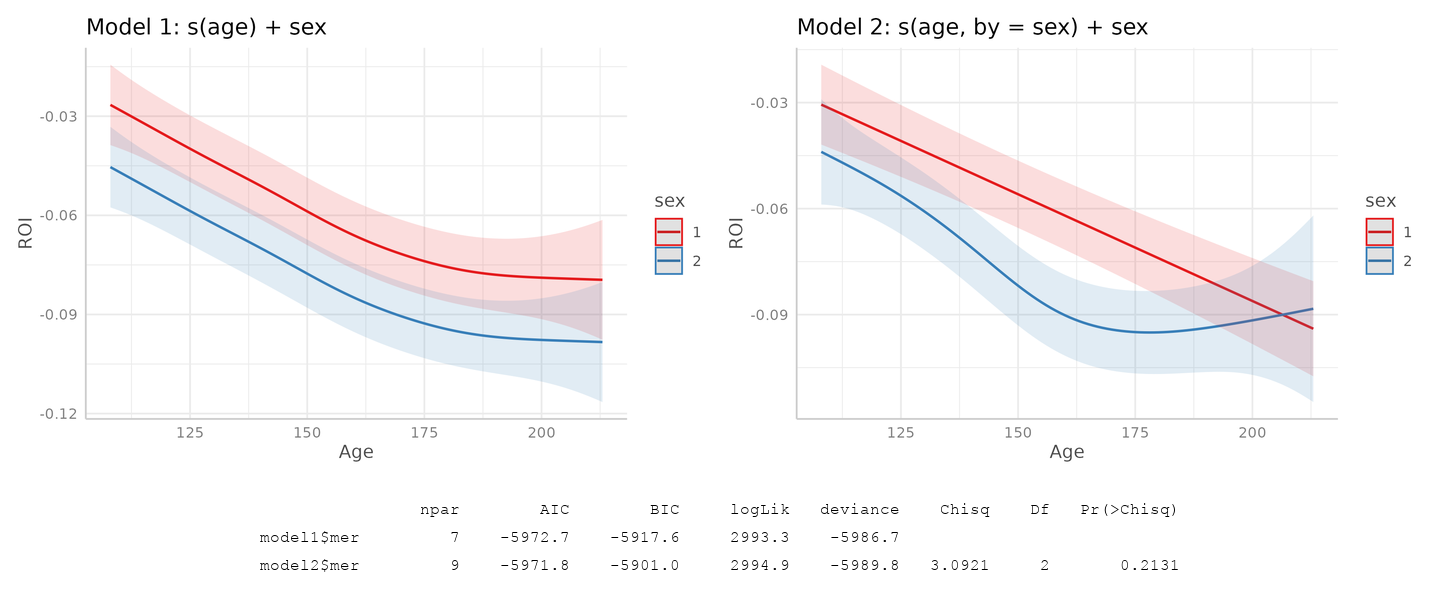 Model 1: s(age) + sex
-0.03
-0.06
-0.09
-0.12
ROI
125 150 175 200
Age
sex
1
2
Model 2: s(age, by = sex) + sex
-0.03
-0.06
-0.09
ROI
125 150 175 200
Age
sex
1
2
npar AIC BIC logLik deviance Chisq Df Pr(>Chisq)
model1$mer 7 -5972.7 -5917.6 2993.3 -5986.7
model2$mer 9 -5971.8 -5901.0 2994.9 -5989.8 3.0921 2 0.2131